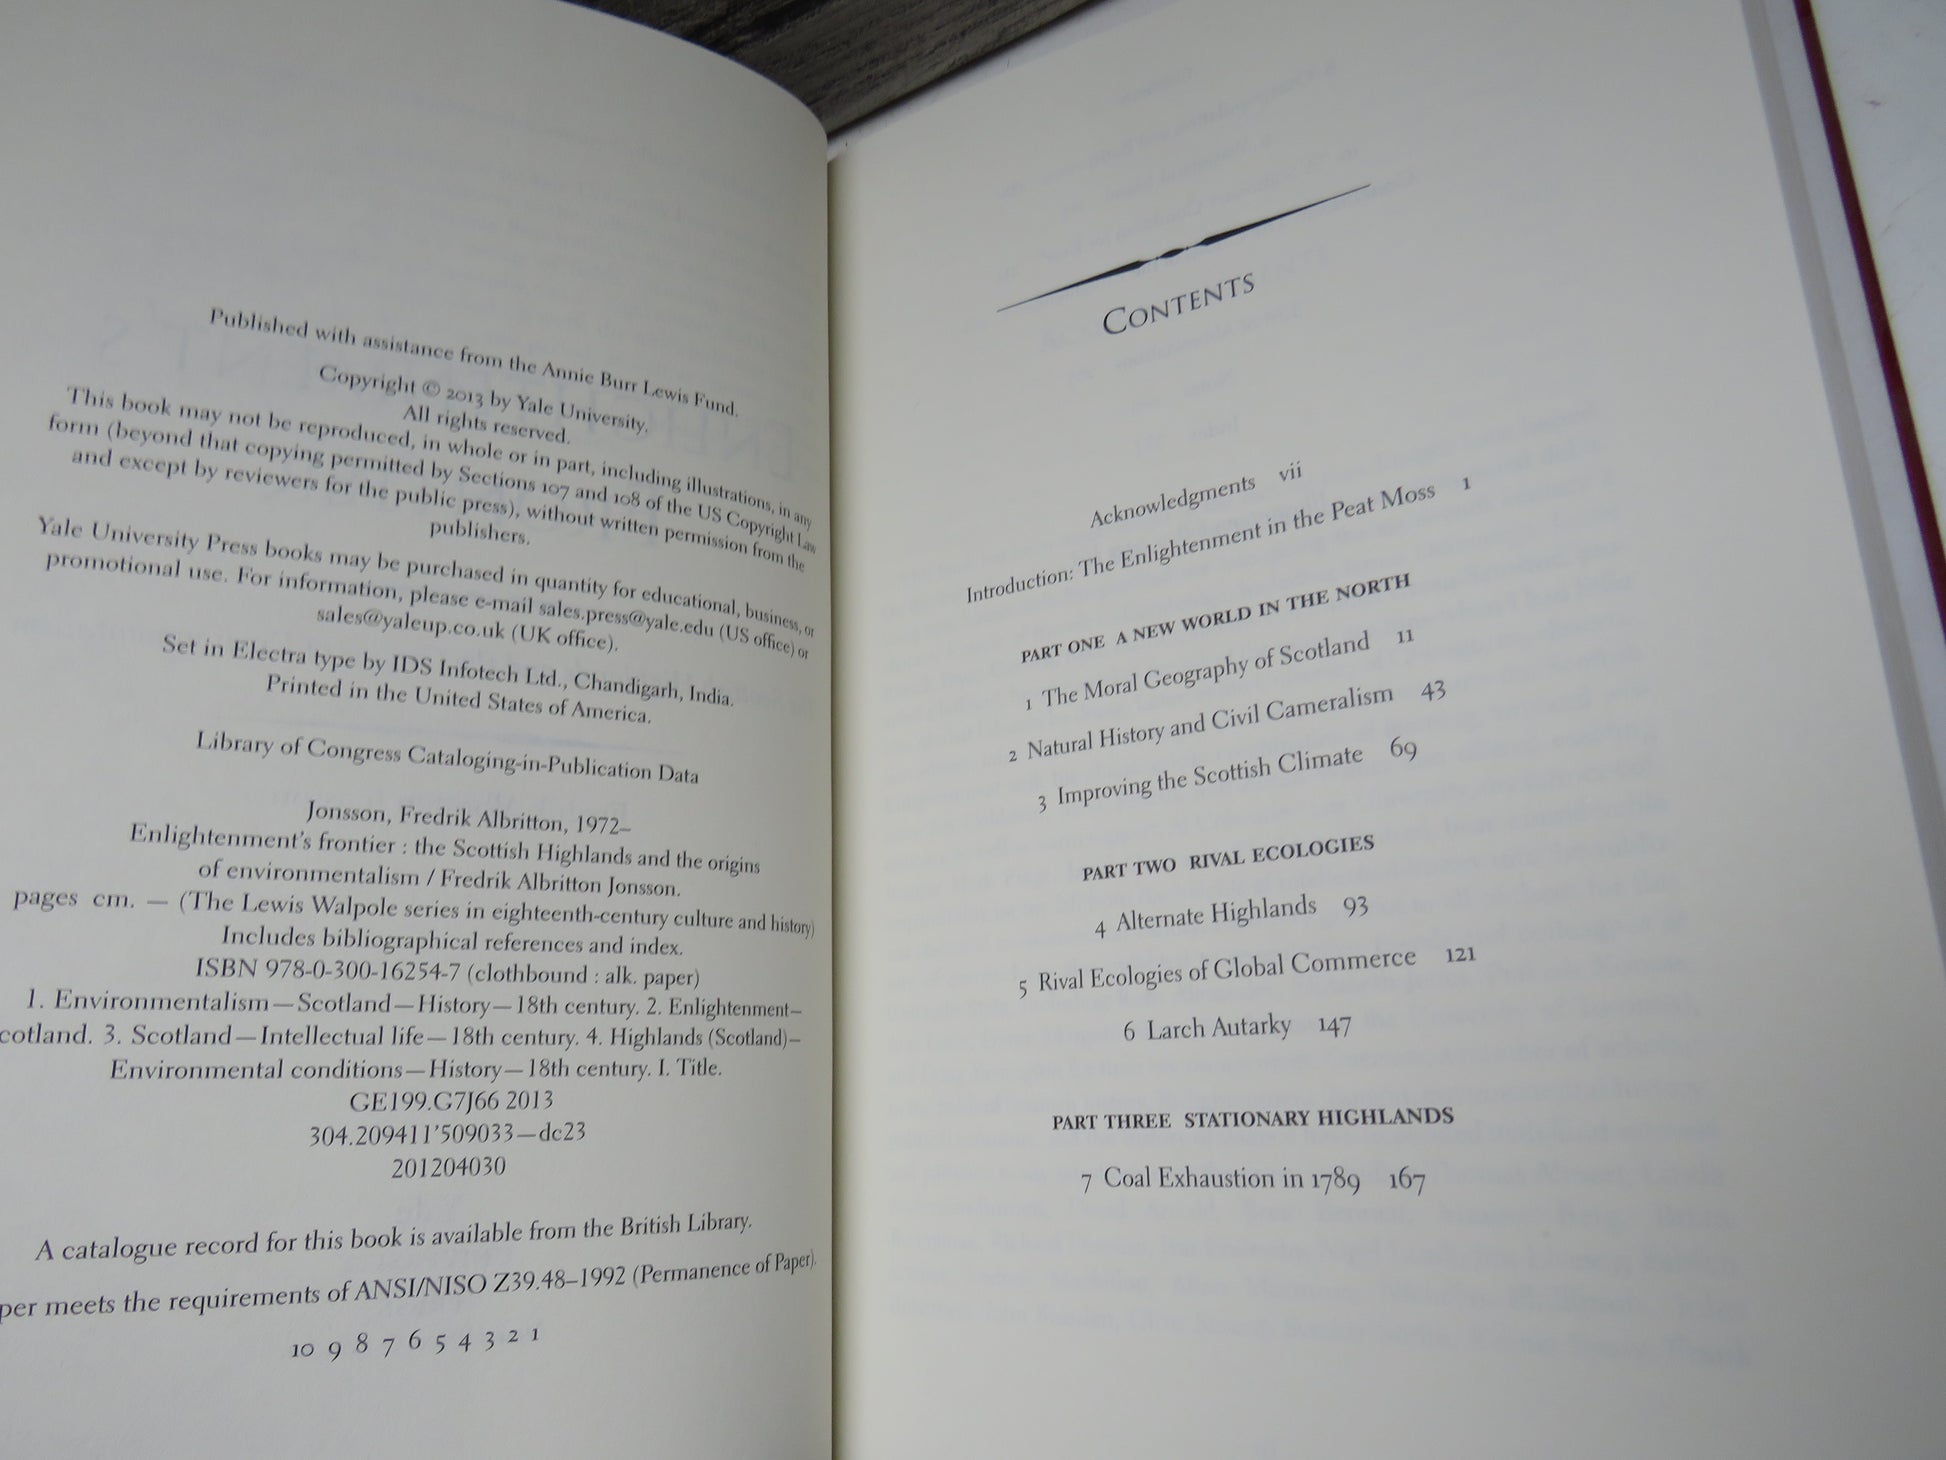 Published with assistance from the Annie Burr Lewis Fund.
Copyright © 2013 by Yale University.
All rights reserved.
This book may not be reproduced, in whole or in part, including illustrations, in any
form (beyond that copying permitted by Sections 107 and 108 of the US Copyright Law
and except by reviewers for the public press), without written permission from the
publishers.
Yale University Press books may be purchased in quantity for educational, business, or
promotional use. For information, please e-mail sales.press@yale.edu (US office) or
sales@yaleup.co.uk (UK office).
Set in Electra type by IDS Infotech Ltd., Chandigarh, India.
Printed in the United States of America.
Library of Congress Cataloging-in-Publication Data
Jonsson, Fredrik Albritton, 1972–
Enlightenment's frontier : the Scottish Highlands and the origins
of environmentalism / Fredrik Albritton Jonsson.
pages cm. — (The Lewis Walpole series in eighteenth-century culture and history)
Includes bibliographical references and index.
ISBN 978-0-300-16254-7 (clothbound : alk. paper)
1. Environmentalism—Scotland—History—18th century. 2. Enlightenment—
cotland. 3. Scotland—Intellectual life—18th century. 4. Highlands (Scotland)—
Environmental conditions—History—18th century. I. Title.
GE199.G7J66 2013
304.209411'509033—dc23
201204030
A catalogue record for this book is available from the British Library.
per meets the requirements of ANSI/NISO Z39.48–1992 (Permanence of Paper).
10 9 8 7 6 5 4 3 2 1
CONTENTS
Acknowledgments vii
Introduction: The Enlightenment in the Peat Moss 1
PART ONE A NEW WORLD IN THE NORTH
1 The Moral Geography of Scotland 11
2 Natural History and Civil Cameralism 43
3 Improving the Scottish Climate 69
PART TWO RIVAL ECOLOGIES
4 Alternate Highlands 93
5 Rival Ecologies of Global Commerce 121
6 Larch Autarky 147
PART THREE STATIONARY HIGHLANDS
7 Coal Exhaustion in 1789 167